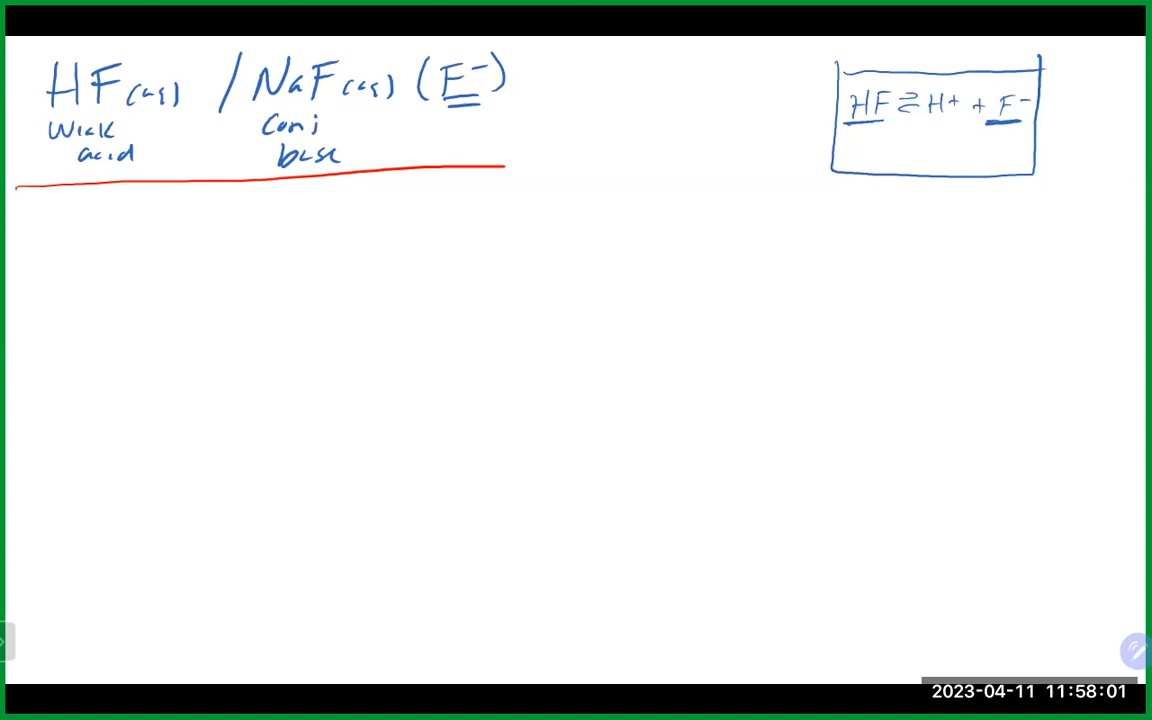 HF(aq) / NaF(aq) (F⁻)
Weak Conj
acid base
HF ⇌ H+ + F⁻
2023-04-11 11:58:01